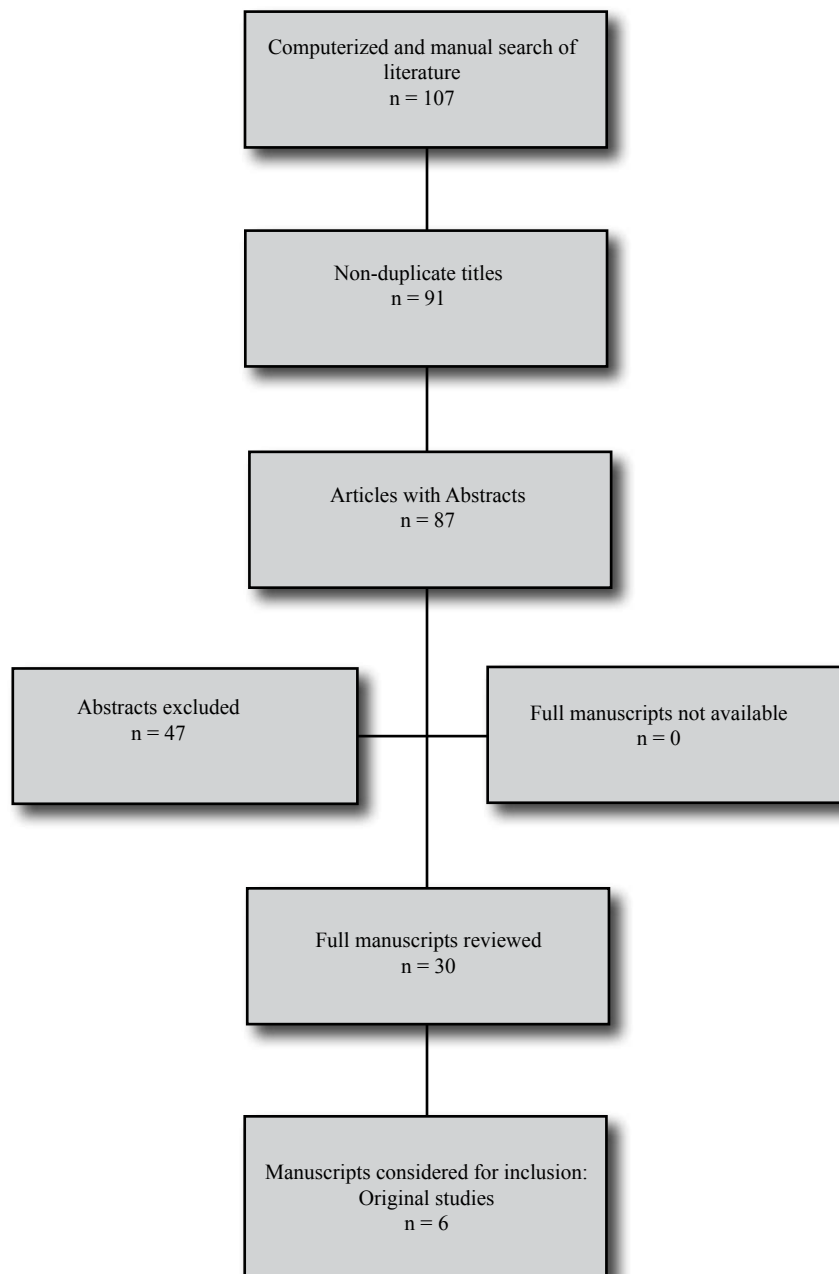 Computerized and manual search of
literature
n = 107
Non-duplicate titles
n = 91
Articles with Abstracts
n = 87
Abstracts excluded
n = 47
Full manuscripts not available
n = 0
Full manuscripts reviewed
n = 30
Manuscripts considered for inclusion:
Original studies
n = 6